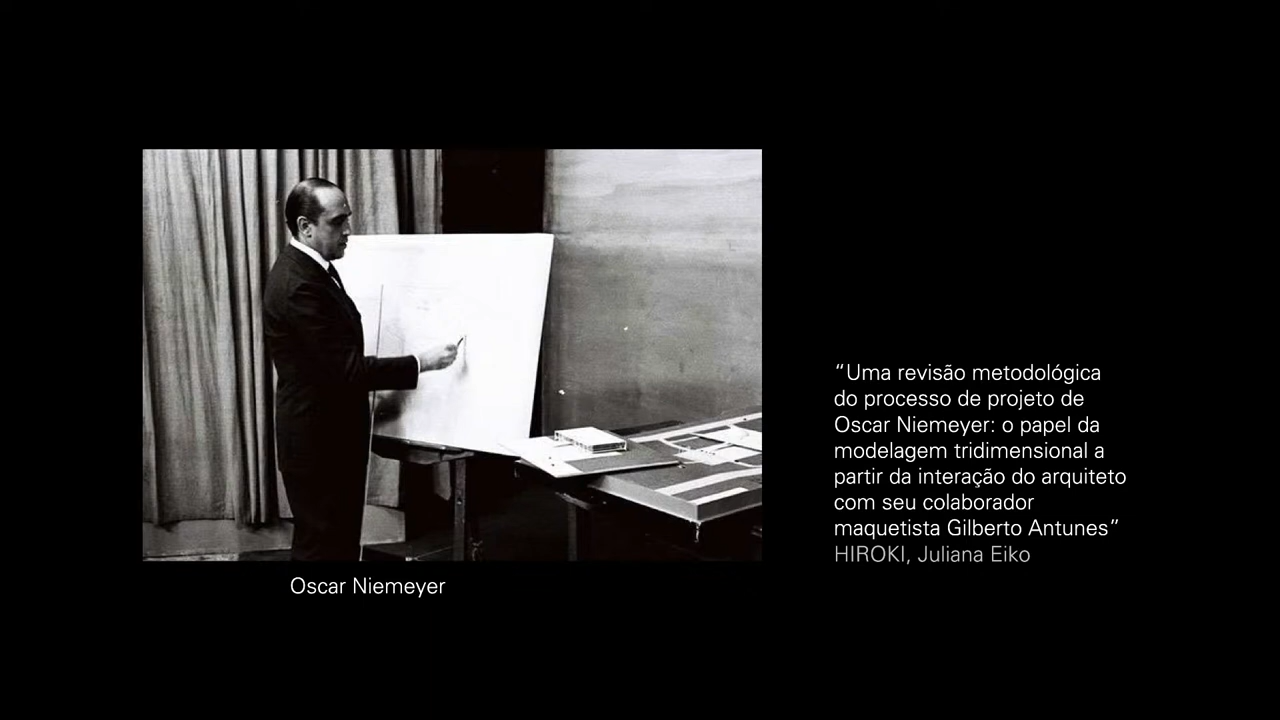 “Uma revisão metodológica
do processo de projeto de
Oscar Niemeyer: o papel da
modelagem tridimensional a
partir da interação do arquiteto
com seu colaborador
maquetista Gilberto Antunes”
HIROKI, Juliana Eiko
Oscar Niemeyer